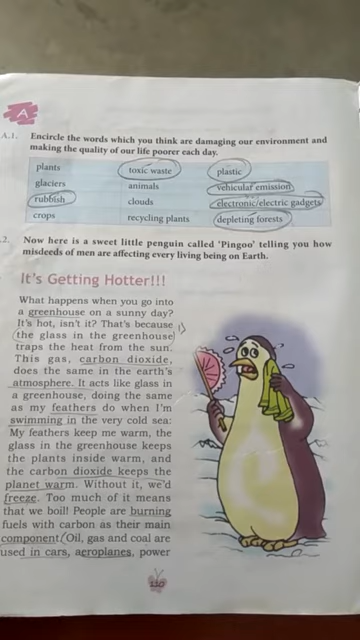 A
A.1. Encircle the words which you think are damaging our environment and
making the quality of our life poorer each day.
plants toxic waste plastic
glaciers animals vehicular emission
rubbish clouds electronic/electric gadgets
crops recycling plants depleting forests
.2. Now here is a sweet little penguin called 'Pingoo' telling you how
misdeeds of men are affecting every living being on Earth.
It's Getting Hotter!!!
What happens when you go into
a greenhouse on a sunny day?
It's hot, isn't it? That's because
the glass in the greenhouse
traps the heat from the sun.
This gas, carbon dioxide,
does the same in the earth's
atmosphere. It acts like glass in
a greenhouse, doing the same
as my feathers do when I'm
swimming in the very cold sea:
My feathers keep me warm, the
glass in the greenhouse keeps
the plants inside warm, and
the carbon dioxide keeps the
planet warm. Without it, we'd
freeze. Too much of it means
that we boil! People are burning
fuels with carbon as their main
component. Oil, gas and coal are
used in cars, aeroplanes, power
110